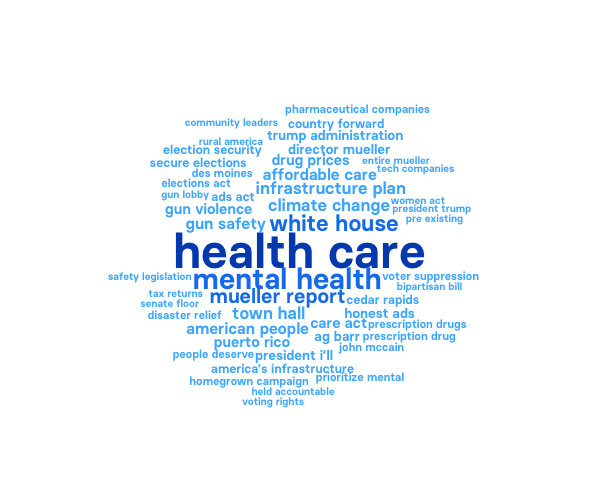 pharmaceutical companies
community leaders country forward
rural america trump administration
election security director mueller
secure elections drug prices entire mueller
des moines affordable care tech companies
elections act infrastructure plan
gun lobby ads act climate change women act
gun violence president trump
gun safety white house pre existing
health care
safety legislation mental health voter suppression
bipartisan bill
tax returns mueller report cedar rapids
senate floor
disaster relief town hall honest ads
american people care act prescription drugs
puerto rico ag barr prescription drug
people deserve president i'll john mccain
america's infrastructure
homegrown campaign prioritize mental
held accountable
voting rights